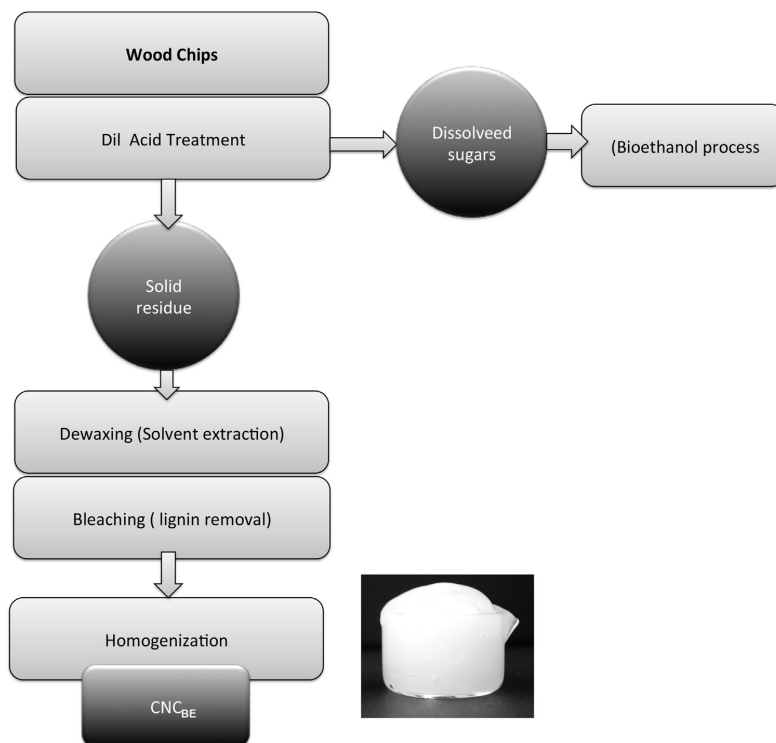 Wood Chips
Dil Acid Treatment
Dissolveed
sugars
(Bioethanol process
Solid
residue
Dewaxing (Solvent extraction)
Bleaching ( lignin removal)
Homogenization
CNCBE